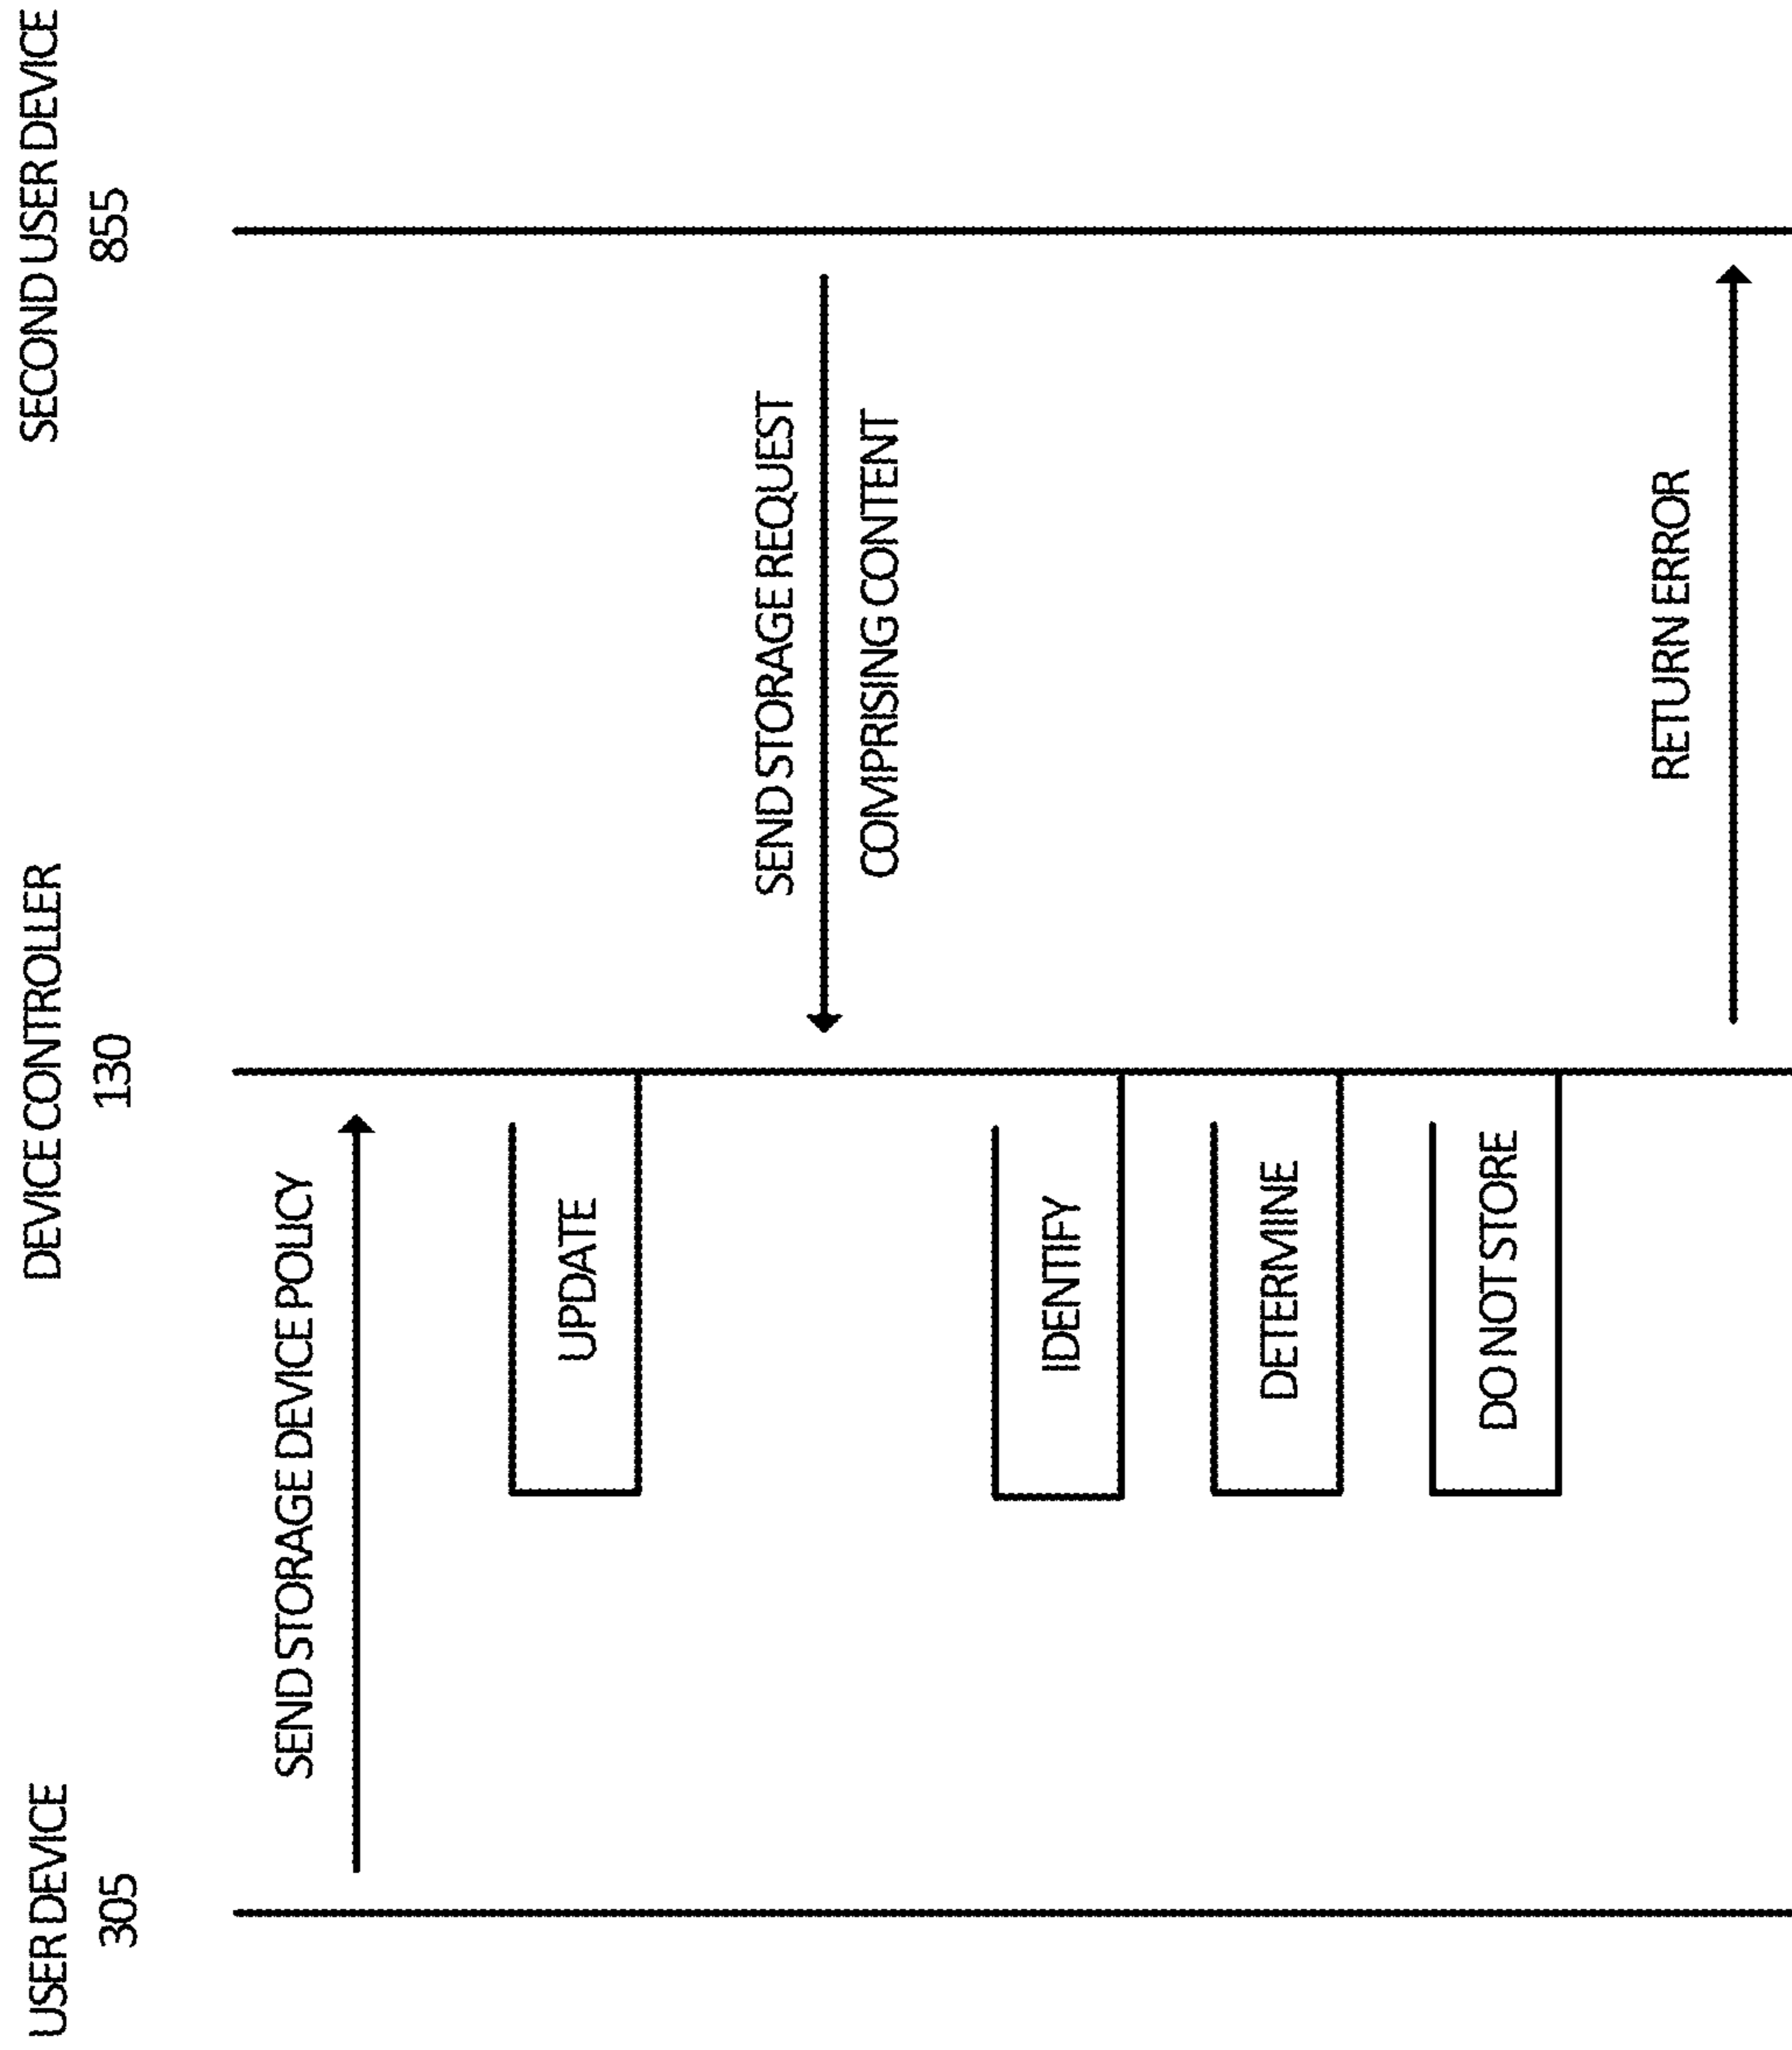 USER DEVICE
305
DEVICE CONTROLLER
130
SECOND USER DEVICE
855
SEND STORAGE DEVICE POLICY
UPDATE
SEND STORAGE REQUEST
COMPRISING CONTENT
IDENTIFY
DETERMINE
DO NOT STORE
RETURN ERROR